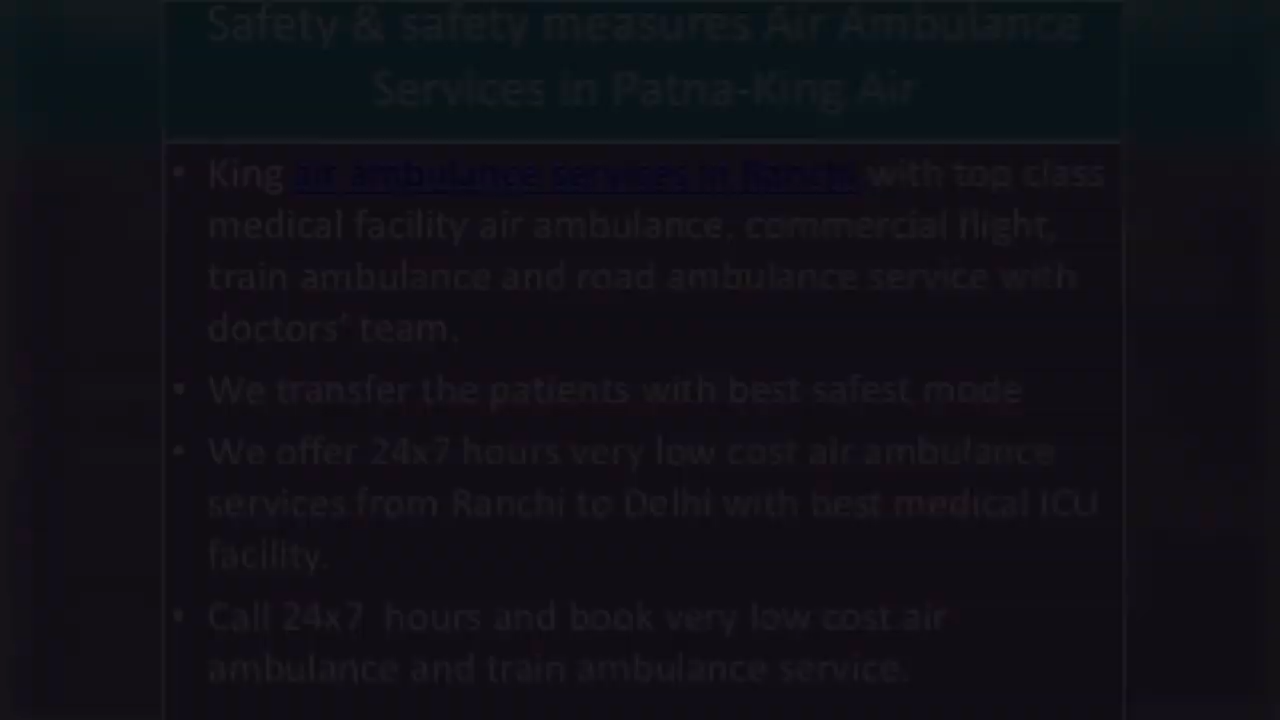 Safety & safety measures Air Ambulance
Services in Patna-King Air
• King air ambulance services in Ranchi with top class
medical facility air ambulance, commercial flight,
train ambulance and road ambulance service with
doctors’ team.
• We transfer the patients with best safest mode
• We offer 24x7 hours very low cost air ambulance
services from Ranchi to Delhi with best medical ICU
facility.
• Call 24x7 hours and book very low cost air
ambulance and train ambulance service.